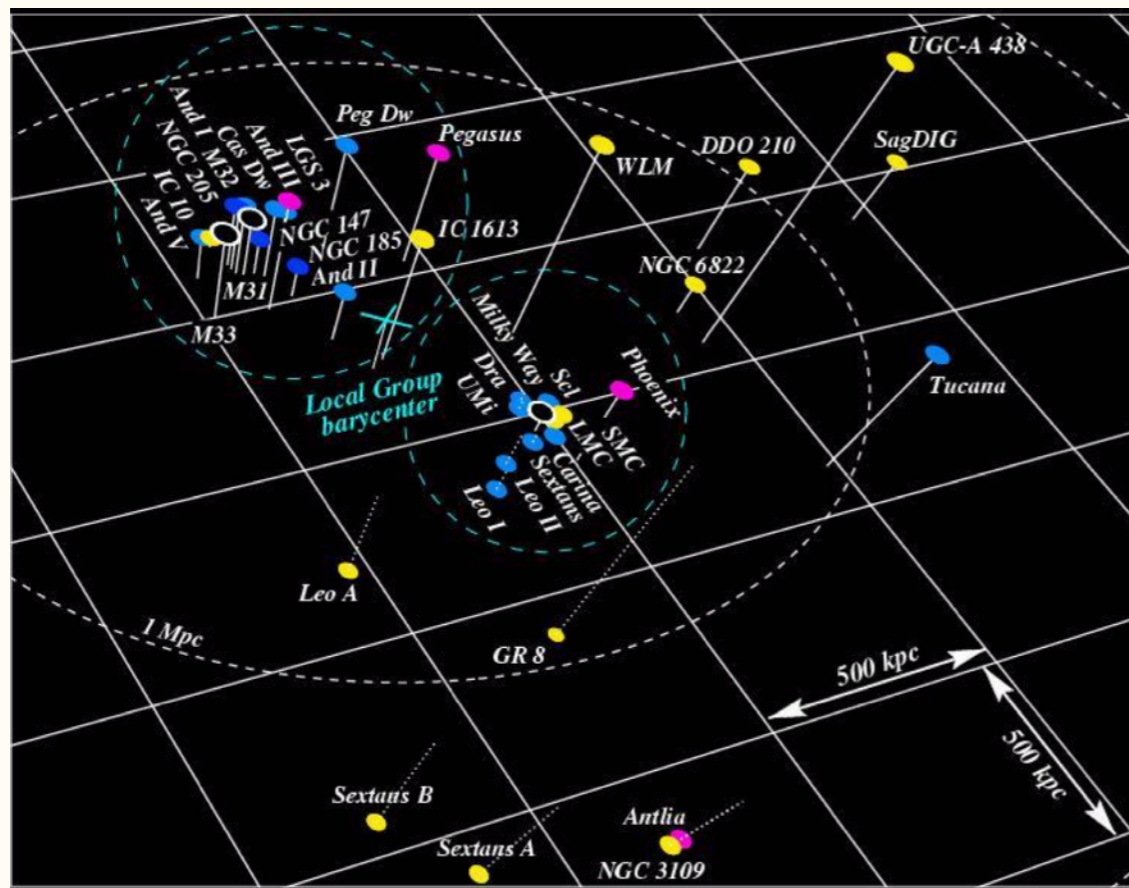 UGC-A 438
Peg Dw
Pegasus
WLM
DDO 210
SagDIG
LGS 3
And III
Cas Dw
M32
And I
NGC 205
IC 10
And V
NGC 147
NGC 185
And II
IC 1613
M31
M33
NGC 6822
Milky Way
Dra
UMi
Scl
Phoenix
Tucana
Local Group
barycenter
SMC
LMC
Carina
Sextans
Leo II
Leo I
Leo A
1 Mpc
GR 8
500 kpc
500 kpc
Sextans B
Sextans A
Antlia
NGC 3109